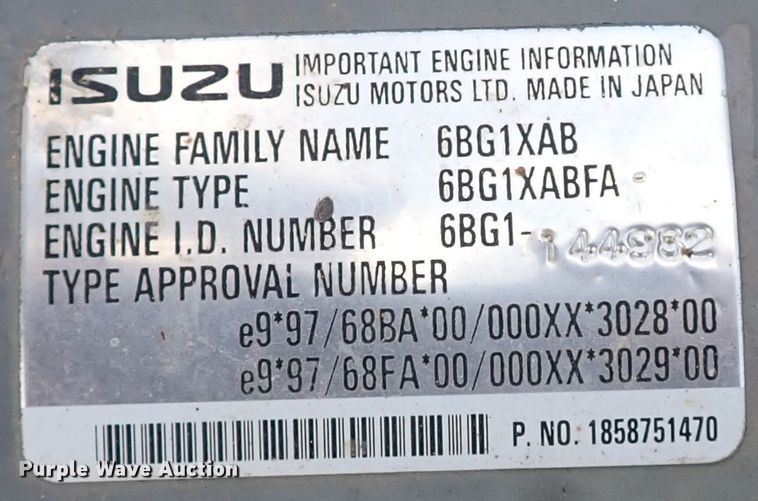 ISUZU IMPORTANT ENGINE INFORMATION
ISUZU MOTORS LTD. MADE IN JAPAN
ENGINE FAMILY NAME 6BG1XAB
ENGINE TYPE 6BG1XABFA
ENGINE I.D. NUMBER 6BG1-144962
TYPE APPROVAL NUMBER
e9*97/68BA*00/000XX*3028*00
e9*97/68FA*00/000XX*3029*00
P. NO. 1858751470
Purple Wave Auction